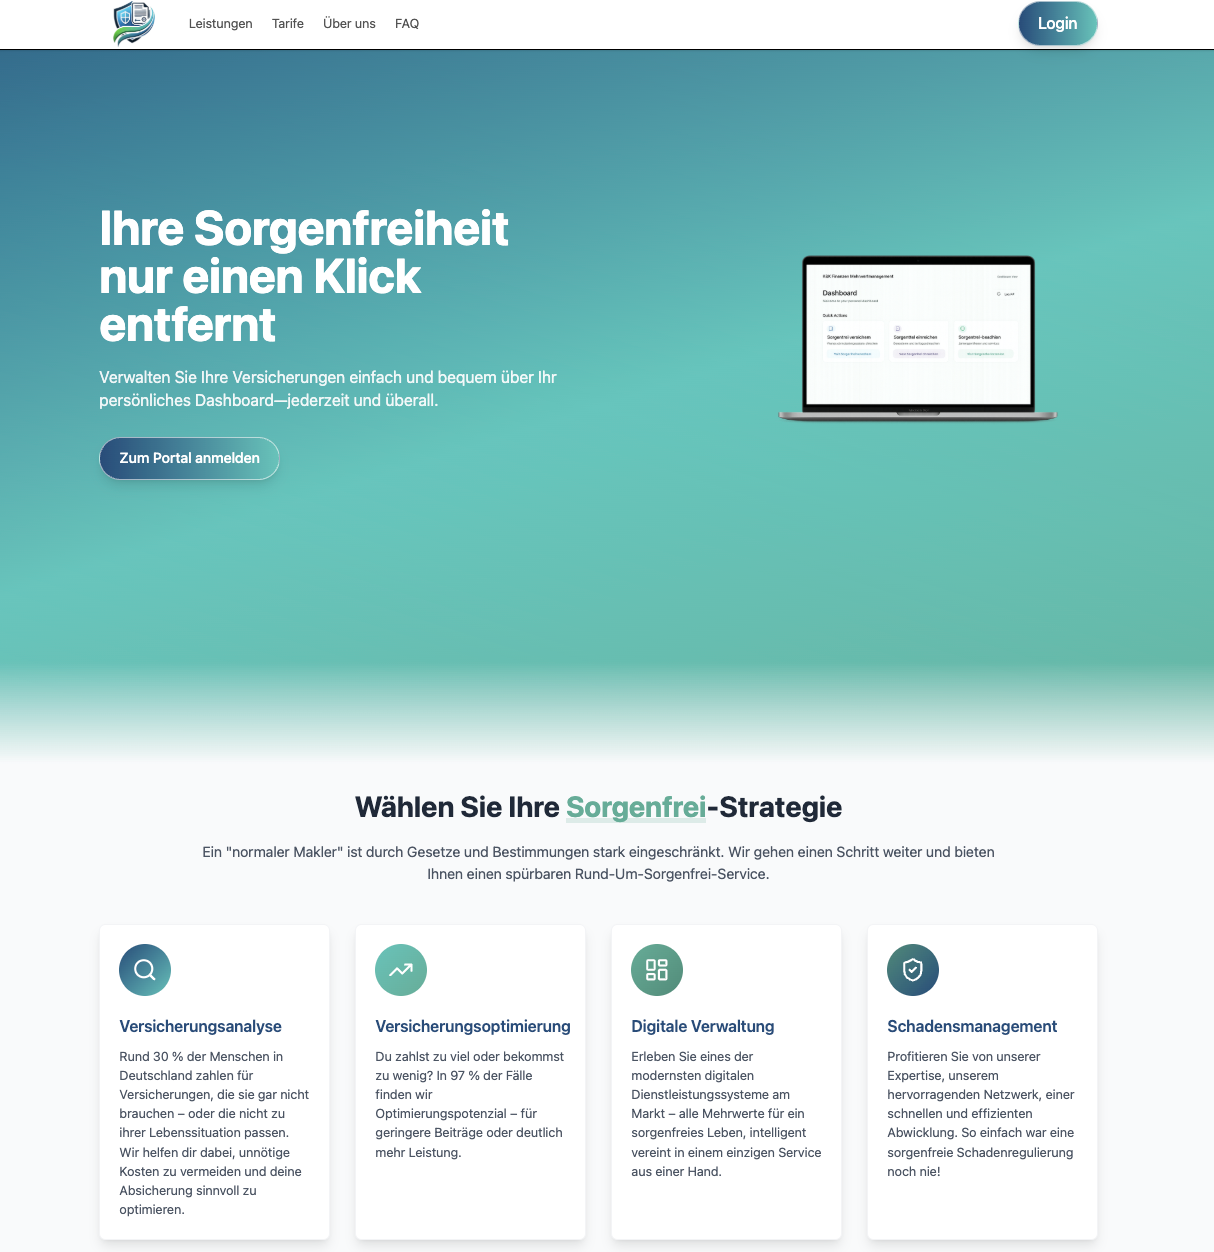 Leistungen Tarife Über uns FAQ Login
Ihre Sorgenfreiheit
nur einen Klick
entfernt
Verwalten Sie Ihre Versicherungen einfach und bequem über Ihr
persönliches Dashboard—jederzeit und überall.
Zum Portal anmelden
K&K Finanzen Mehrwertmanagement
Dashboard
Quick Actions
Wählen Sie Ihre Sorgenfrei-Strategie
Ein "normaler Makler" ist durch Gesetze und Bestimmungen stark eingeschränkt. Wir gehen einen Schritt weiter und bieten
Ihnen einen spürbaren Rund-Um-Sorgenfrei-Service.
Versicherungsanalyse
Rund 30 % der Menschen in
Deutschland zahlen für
Versicherungen, die sie gar nicht
brauchen – oder die nicht zu
ihrer Lebenssituation passen.
Wir helfen dir dabei, unnötige
Kosten zu vermeiden und deine
Absicherung sinnvoll zu
optimieren.
Versicherungsoptimierung
Du zahlst zu viel oder bekommst
zu wenig? In 97 % der Fälle
finden wir
Optimierungspotenzial – für
geringere Beiträge oder deutlich
mehr Leistung.
Digitale Verwaltung
Erleben Sie eines der
modernsten digitalen
Dienstleistungssysteme am
Markt – alle Mehrwerte für ein
sorgenfreies Leben, intelligent
vereint in einem einzigen Service
aus einer Hand.
Schadensmanagement
Profitieren Sie von unserer
Expertise, unserem
hervorragenden Netzwerk, einer
schnellen und effizienten
Abwicklung. So einfach war eine
sorgenfreie Schadenregulierung
noch nie!